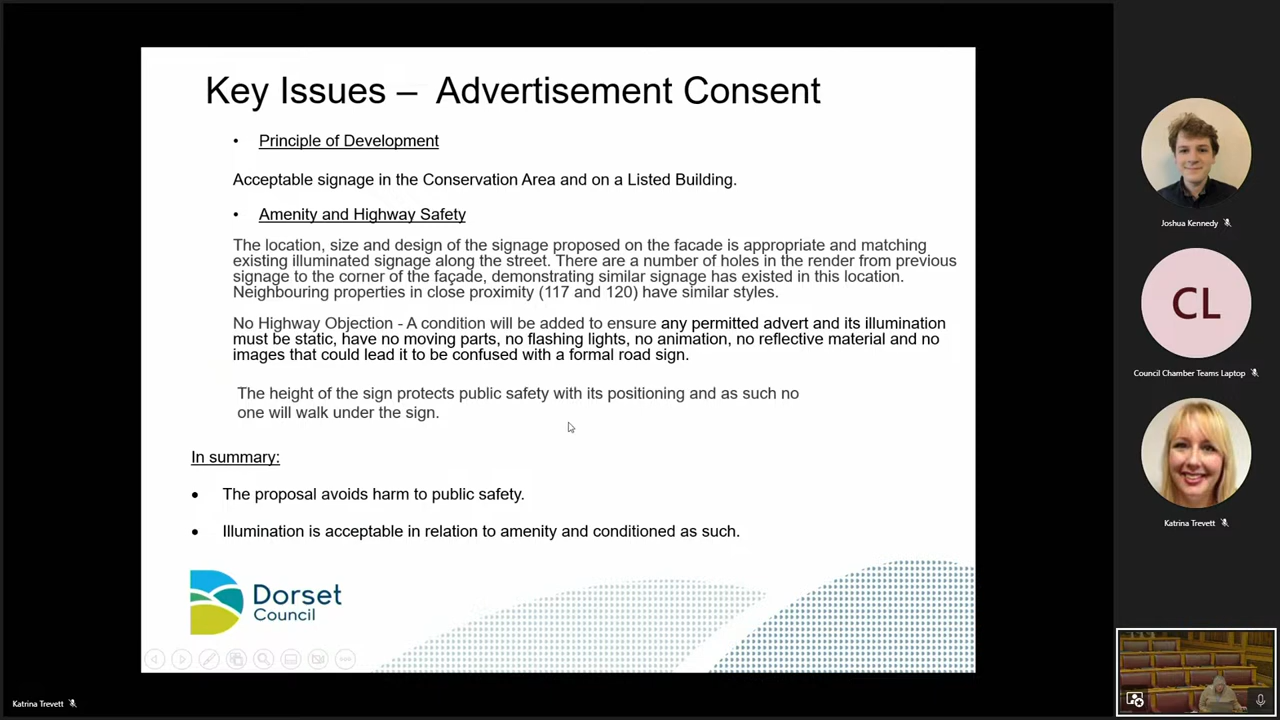 Key Issues – Advertisement Consent
• Principle of Development
Acceptable signage in the Conservation Area and on a Listed Building.
• Amenity and Highway Safety
The location, size and design of the signage proposed on the facade is appropriate and matching
existing illuminated signage along the street. There are a number of holes in the render from previous
signage to the corner of the façade, demonstrating similar signage has existed in this location.
Neighbouring properties in close proximity (117 and 120) have similar styles.
No Highway Objection - A condition will be added to ensure any permitted advert and its illumination
must be static, have no moving parts, no flashing lights, no animation, no reflective material and no
images that could lead it to be confused with a formal road sign.
The height of the sign protects public safety with its positioning and as such no
one will walk under the sign.
In summary:
• The proposal avoids harm to public safety.
• Illumination is acceptable in relation to amenity and conditioned as such.
Dorset
Council
Katrina Trevett
Joshua Kennedy
CL
Council Chamber Teams Laptop
Katrina Trevett